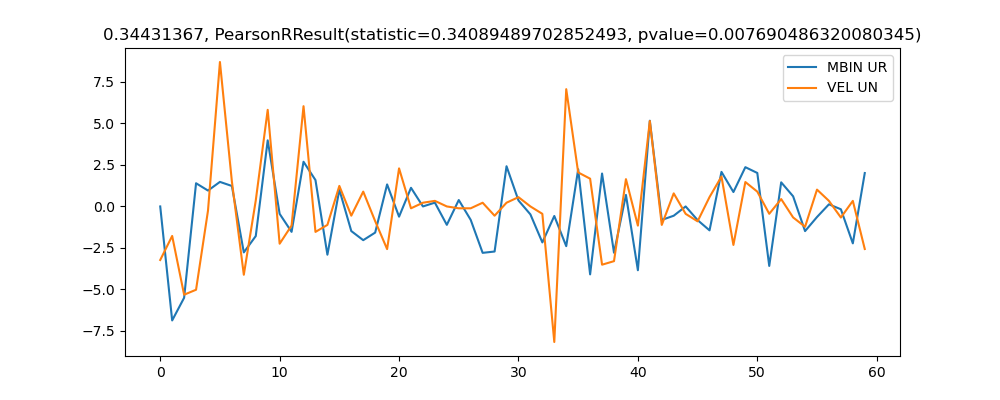 0.34431367, PearsonRResult(statistic=0.34089489702852493, pvalue=0.007690486320080345)
MBIN UR
VEL UN
7.5
5.0
2.5
0.0
−2.5
−5.0
−7.5
0 10 20 30 40 50 60